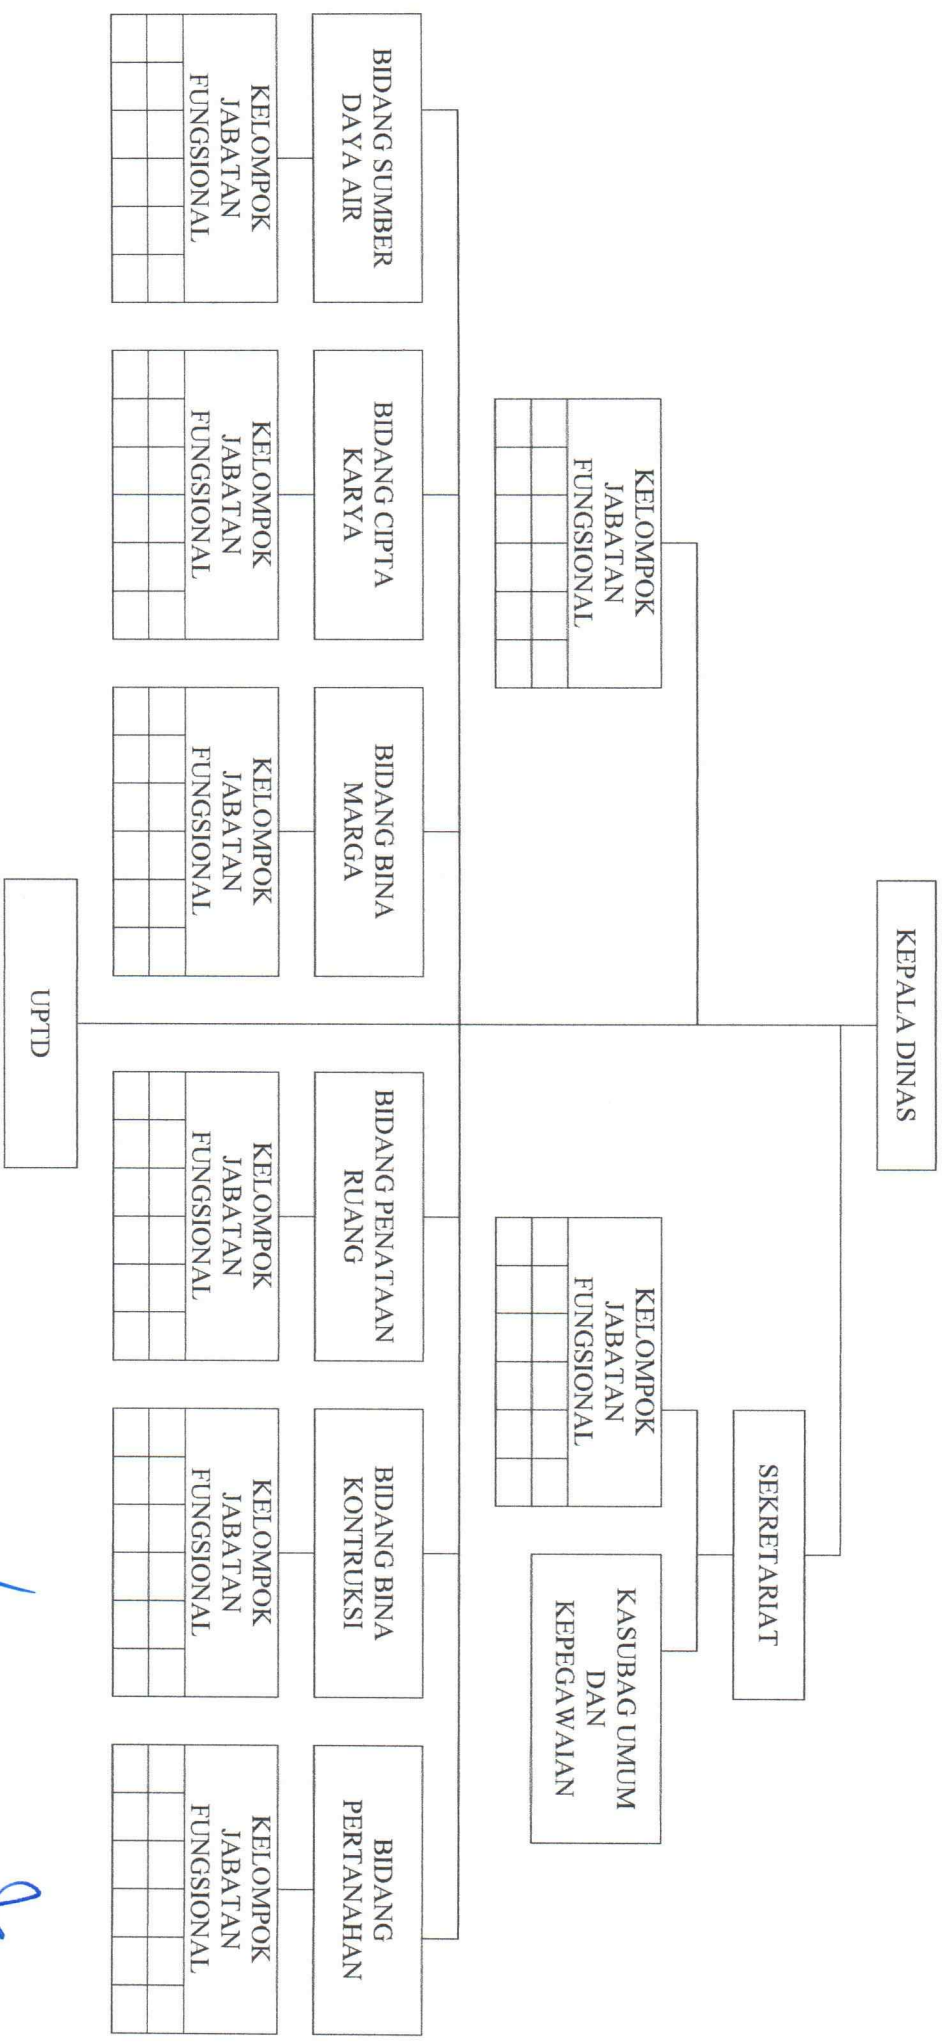 KEPALA DINAS
SEKRETARIAT
KELOMPOK
JABATAN
FUNGSIONAL
KELOMPOK
JABATAN
FUNGSIONAL
KASUBAG UMUM
DAN
KEPEGAWAIAN
BIDANG SUMBER
DAYA AIR
BIDANG CIPTA
KARYA
BIDANG BINA
MARGA
BIDANG PENATAAN
RUANG
BIDANG BINA
KONTRUKSI
BIDANG
PERTANAHAN
KELOMPOK
JABATAN
FUNGSIONAL
KELOMPOK
JABATAN
FUNGSIONAL
KELOMPOK
JABATAN
FUNGSIONAL
KELOMPOK
JABATAN
FUNGSIONAL
KELOMPOK
JABATAN
FUNGSIONAL
KELOMPOK
JABATAN
FUNGSIONAL
UPTD